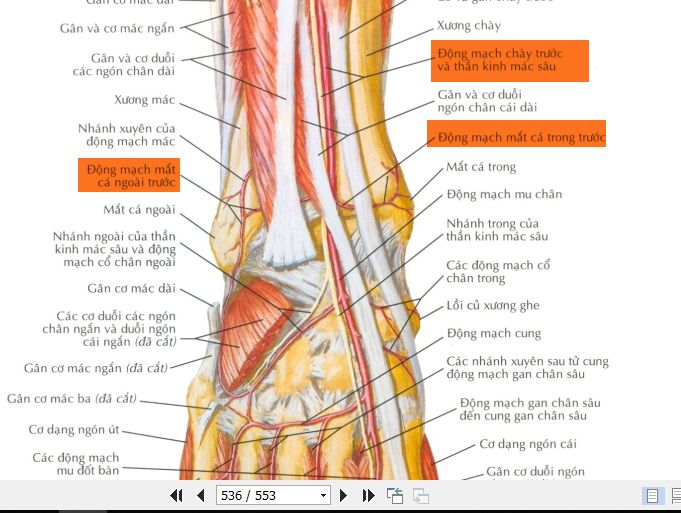 Gân và cơ mác ngắn
Gân và cơ duỗi
các ngón chân dài
Xương mác
Nhánh xuyên của
động mạch mác
Động mạch mắt
cá ngoài trước
Mắt cá ngoài
Nhánh ngoài của thần
kinh mác sâu và động
mạch cổ chân ngoài
Gân cơ mác dài
Các cơ duỗi các ngón
chân ngắn và duỗi ngón
cái ngắn (đã cắt)
Gân cơ mác ngắn (đã cắt)
Gân cơ mác ba (đã cắt)
Cơ dạng ngón út
Các động mạch
mu đốt bàn
Xương chày
Động mạch chày trước
và thần kinh mác sâu
Gân và cơ duỗi
ngón chân cái dài
Động mạch mắt cá trong trước
Mắt cá trong
Động mạch mu chân
Nhánh trong của
thần kinh mác sâu
Các động mạch cổ
chân trong
Lồi củ xương ghe
Động mạch cung
Các nhánh xuyên sau từ cung
động mạch gan chân sâu
Động mạch gan chân sâu
đến cung gan chân sâu
Cơ dạng ngón cái
Gân cơ duỗi ngón
536 / 553